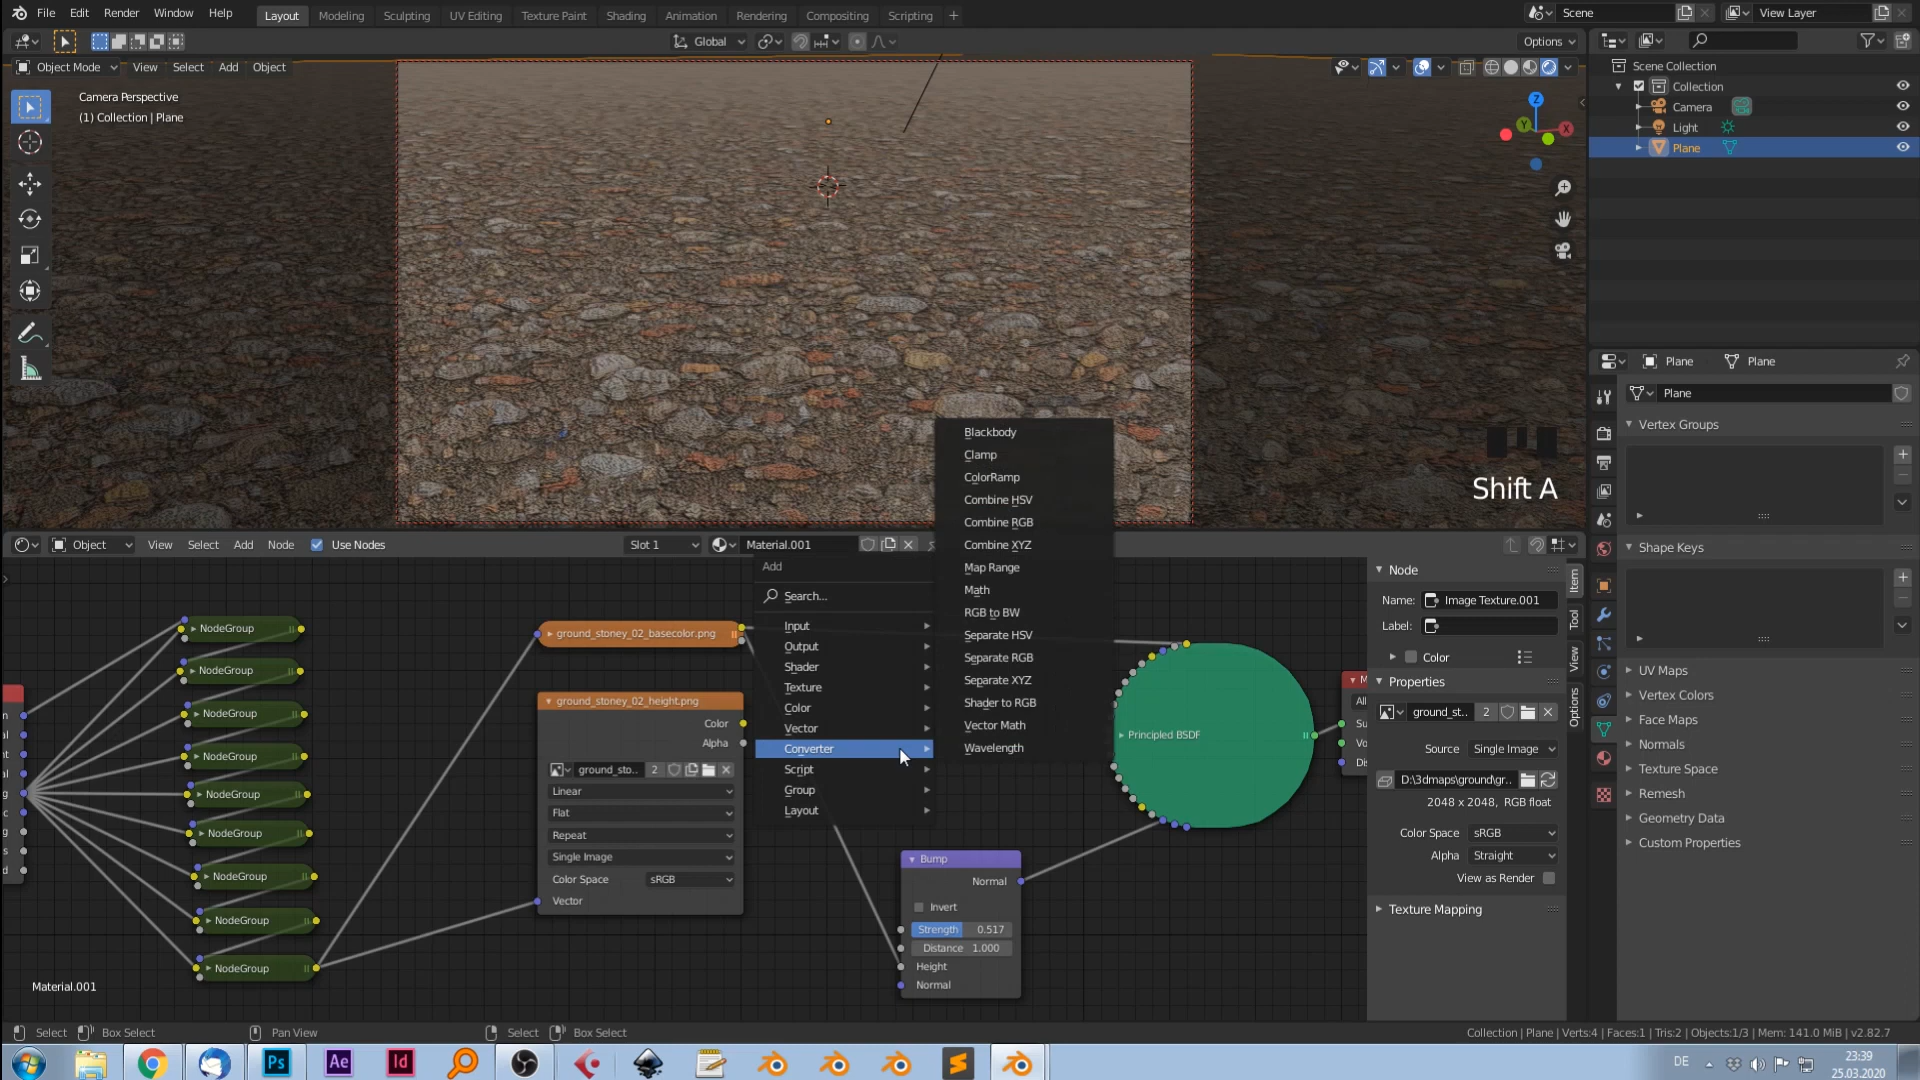 File Edit Render Window Help Layout Modeling Sculpting UV Editing Texture Paint Shading Animation Rendering Compositing Scripting + Scene View Layer
Global Options
Object Mode View Select Add Object
Camera Perspective
(1) Collection | Plane
Z
Y
X
Scene Collection
Collection
Camera
Light
Plane
Shift A
Plane Plane
Plane
Vertex Groups
Shape Keys
UV Maps
Vertex Colors
Face Maps
Normals
Texture Space
Remesh
Geometry Data
Custom Properties
Object View Select Add Node Use Nodes Slot 1 Material.001
Add
Search...
Input
Output
Shader
Texture
Color
Vector
Converter
Script
Group
Layout
Blackbody
Clamp
ColorRamp
Combine HSV
Combine RGB
Combine XYZ
Map Range
Math
RGB to BW
Separate HSV
Separate RGB
Separate XYZ
Shader to RGB
Vector Math
Wavelength
NodeGroup
NodeGroup
NodeGroup
NodeGroup
NodeGroup
NodeGroup
NodeGroup
NodeGroup
NodeGroup
ground_stoney_02_basecolor.png
ground_stoney_02_height.png
Color
Alpha
ground_sto.. 2
Linear
Flat
Repeat
Single Image
Color Space sRGB
Vector
Bump
Normal
Invert
Strength 0.517
Distance 1.000
Height
Normal
Principled BSDF
Node
Name: Image Texture.001
Label:
Color
Properties
ground_st.. 2
Source Single Image
D:\3dmaps\ground\gr..
2048 x 2048, RGB float
Color Space sRGB
Alpha Straight
View as Render
Texture Mapping
Item
Tool
View
Options
Material.001
Select Box Select Pan View Select Box Select Collection | Plane | Verts:4 | Faces:1 | Tris:2 | Objects:1/3 | Mem: 141.0 MiB | v2.82.7
Ps Ae Id
DE 23:39
25.03.2020